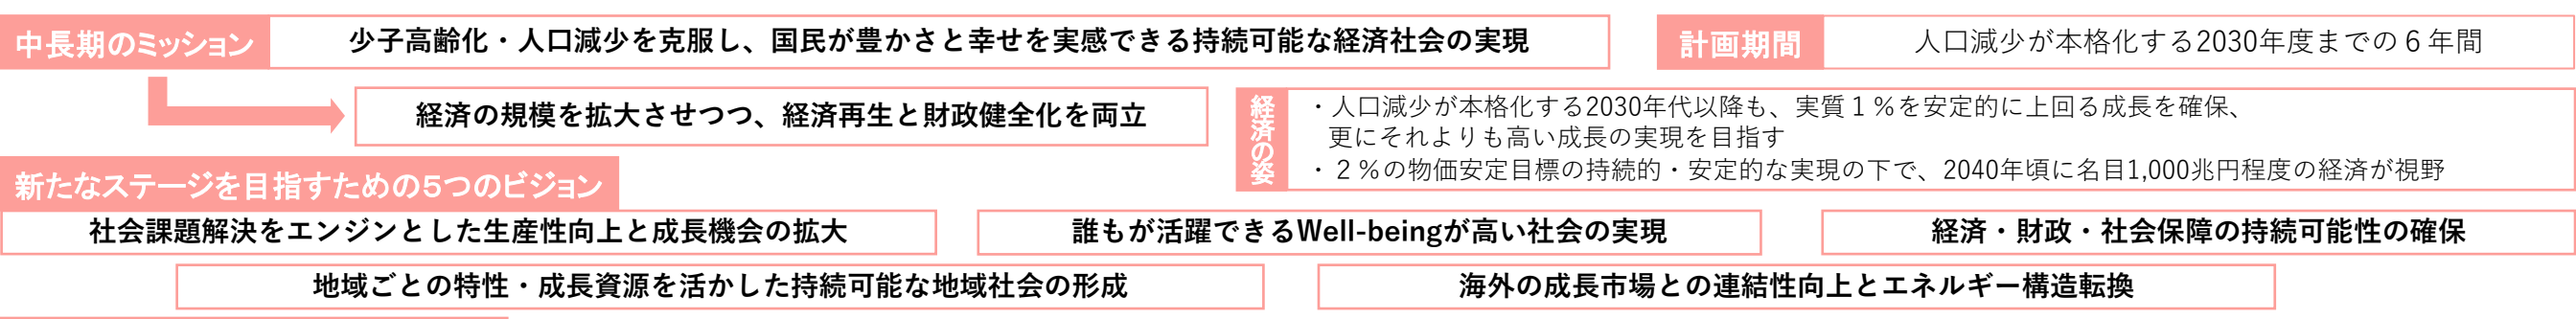 中長期のミッション
少子高齢化・人口減少を克服し、国民が豊かさと幸せを実感できる持続可能な経済社会の実現
計画期間
人口減少が本格化する2030年度までの６年間
経済の規模を拡大させつつ、経済再生と財政健全化を両立
経済の姿
・人口減少が本格化する2030年代以降も、実質１％を安定的に上回る成長を確保、
更にそれよりも高い成長の実現を目指す
・２％の物価安定目標の持続的・安定的な実現の下で、2040年頃に名目1,000兆円程度の経済が視野
新たなステージを目指すための5つのビジョン
社会課題解決をエンジンとした生産性向上と成長機会の拡大
誰もが活躍できるWell-beingが高い社会の実現
経済・財政・社会保障の持続可能性の確保
地域ごとの特性・成長資源を活かした持続可能な地域社会の形成
海外の成長市場との連結性向上とエネルギー構造転換